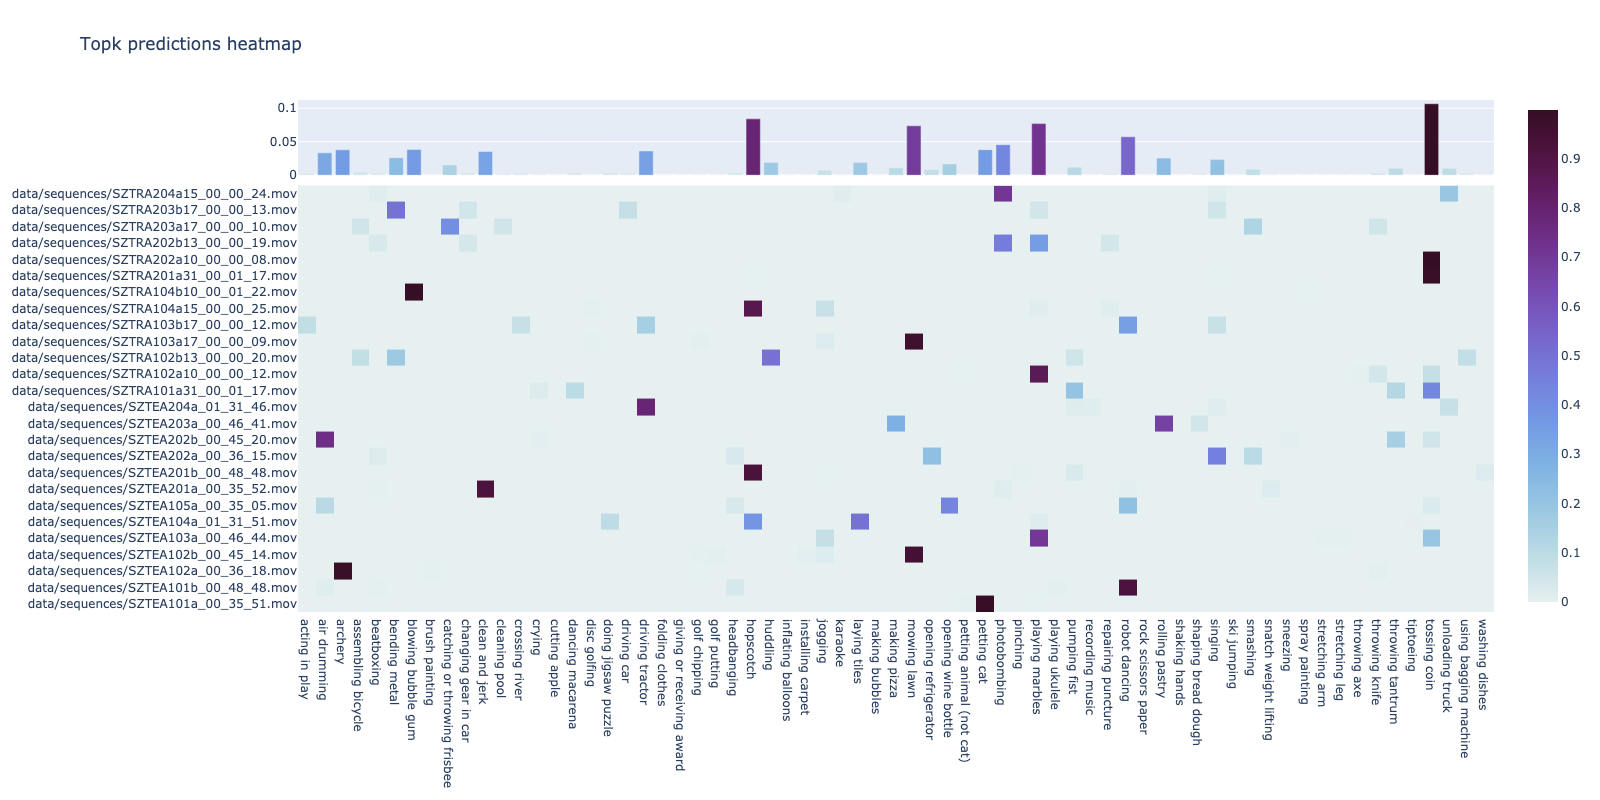 Topk predictions heatmap
0.1
0.05
0
data/sequences/SZTRA204a15_00_00_24.mov
data/sequences/SZTRA203b17_00_00_13.mov
data/sequences/SZTRA203a17_00_00_10.mov
data/sequences/SZTRA202b13_00_00_19.mov
data/sequences/SZTRA202a10_00_00_08.mov
data/sequences/SZTRA201a31_00_01_17.mov
data/sequences/SZTRA104b10_00_01_22.mov
data/sequences/SZTRA104a15_00_00_25.mov
data/sequences/SZTRA103b17_00_00_12.mov
data/sequences/SZTRA103a17_00_00_09.mov
data/sequences/SZTRA102b13_00_00_20.mov
data/sequences/SZTRA102a10_00_00_12.mov
data/sequences/SZTRA101a31_00_01_17.mov
data/sequences/SZTEA204a_01_31_46.mov
data/sequences/SZTEA203a_00_46_41.mov
data/sequences/SZTEA202b_00_45_20.mov
data/sequences/SZTEA202a_00_36_15.mov
data/sequences/SZTEA201b_00_48_48.mov
data/sequences/SZTEA201a_00_35_52.mov
data/sequences/SZTEA105a_00_35_05.mov
data/sequences/SZTEA104a_01_31_51.mov
data/sequences/SZTEA103a_00_46_44.mov
data/sequences/SZTEA102b_00_45_14.mov
data/sequences/SZTEA102a_00_36_18.mov
data/sequences/SZTEA101b_00_48_48.mov
data/sequences/SZTEA101a_00_35_51.mov
acting in play
air drumming
archery
assembling bicycle
beatboxing
bending metal
blowing bubble gum
brush painting
catching or throwing frisbee
changing gear in car
clean and jerk
cleaning pool
crossing river
crying
cutting apple
dancing macarena
disc golfing
doing jigsaw puzzle
driving car
driving tractor
folding clothes
giving or receiving award
golf chipping
golf putting
headbanging
hopscotch
huddling
inflating balloons
installing carpet
jogging
karaoke
laying tiles
making bubbles
making pizza
mowing lawn
opening refrigerator
opening wine bottle
petting animal (not cat)
petting cat
photobombing
pinching
playing marbles
playing ukulele
pumping fist
recording music
repairing puncture
robot dancing
rock scissors paper
rolling pastry
shaking hands
shaping bread dough
singing
ski jumping
smashing
snatch weight lifting
sneezing
spray painting
stretching arm
stretching leg
throwing axe
throwing knife
throwing tantrum
tiptoeing
tossing coin
unloading truck
using bagging machine
washing dishes
0.9
0.8
0.7
0.6
0.5
0.4
0.3
0.2
0.1
0